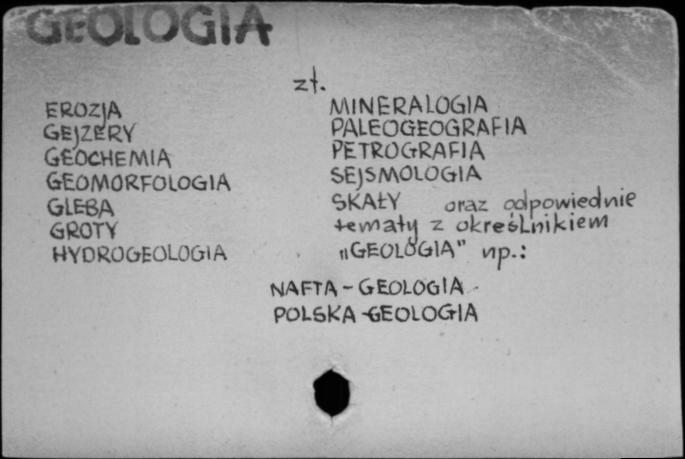 GEOLOGIA
zł.
EROZJA
GEJZERY
GEOCHEMIA
GEOMORFOLOGIA
GLEBA
GROTY
HYDROGEOLOGIA
MINERALOGIA
PALEOGEOGRAFIA
PETROGRAFIA
SEJSMOLOGIA
SKAŁY oraz odpowiednie
tematy z określnikiem
"GEOLOGIA" np.:
NAFTA - GEOLOGIA
POLSKA - GEOLOGIA